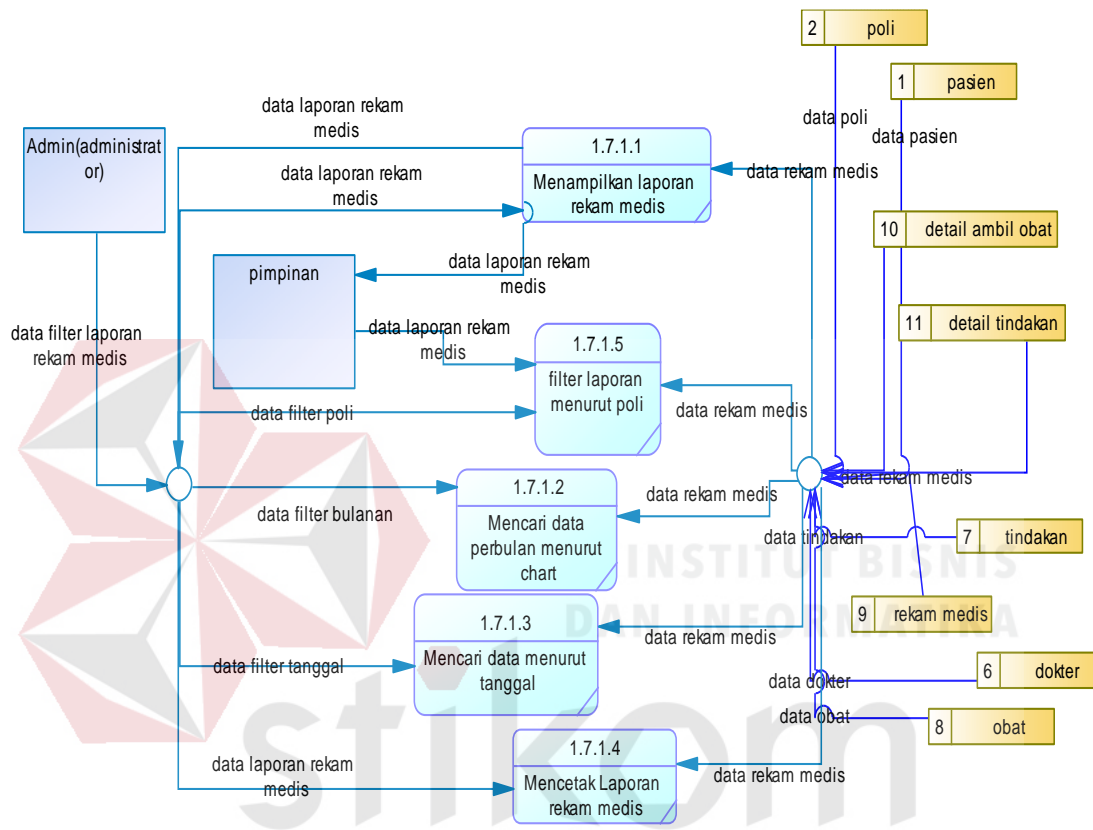 2 poli
1 pasien
data laporan rekam
medis
data poli
Admin(administrat
or)
1.7.1.1
data pasien
data laporan rekam
medis
Menampilkan laporan
rekam medis
data rekam medis
10 detail ambil obat
pimpinan
data laporan rekam
medis
11 detail tindakan
data filter laporan
rekam medis
data laporan rekam
medis
1.7.1.5
filter laporan
menurut poli
data filter poli
data rekam medis
data rekam medis
1.7.1.2
data rekam medis
data filter bulanan
Mencari data
perbulan menurut
chart
data tindakan
7 tindakan
INSTITUT BISNIS
DAN INFORMATIKA
9 rekam medis
1.7.1.3
data rekam medis
Mencari data menurut
tanggal
data filter tanggal
6 dokter
data dokter
data obat
8 obat
stikom
1.7.1.4
data laporan rekam
medis
Mencetak Laporan
rekam medis
data rekam medis